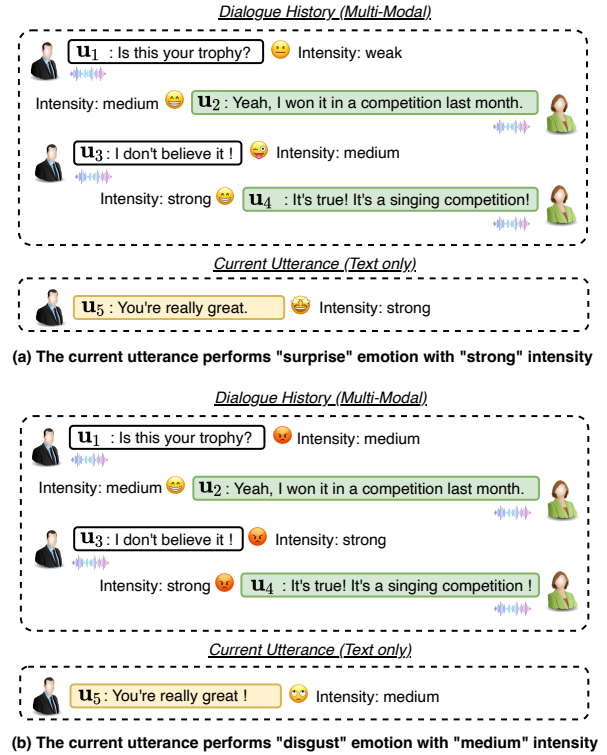 Dialogue History (Multi-Modal)
u1 : Is this your trophy? Intensity: weak
Intensity: medium u2 : Yeah, I won it in a competition last month.
u3 : I don't believe it ! Intensity: medium
Intensity: strong u4 : It's true! It's a singing competition!
Current Utterance (Text only)
u5 : You're really great. Intensity: strong
(a) The current utterance performs "surprise" emotion with "strong" intensity
Dialogue History (Multi-Modal)
u1 : Is this your trophy? Intensity: medium
Intensity: medium u2 : Yeah, I won it in a competition last month.
u3 : I don't believe it ! Intensity: strong
Intensity: strong u4 : It's true! It's a singing competition !
Current Utterance (Text only)
u5 : You're really great ! Intensity: medium
(b) The current utterance performs "disgust" emotion with "medium" intensity